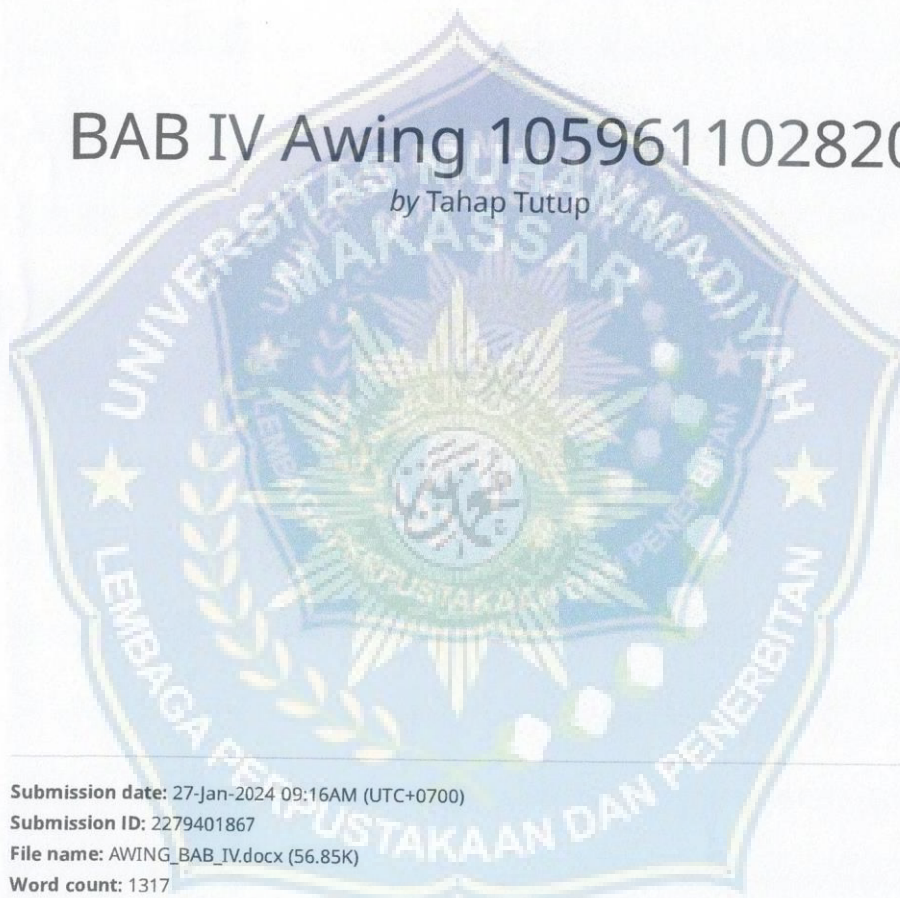 BAB IV Awing 10596110282
by Tahap Tutup
UNIVERSITAS MUHAMMADIYAH
MAKASSAR
LEMBAGA PERPUSTAKAAN DAN PENERBITAN
Submission date: 27-Jan-2024 09:16AM (UTC+0700)
Submission ID: 2279401867
File name: AWING_BAB_IV.docx (56.85K)
Word count: 1317